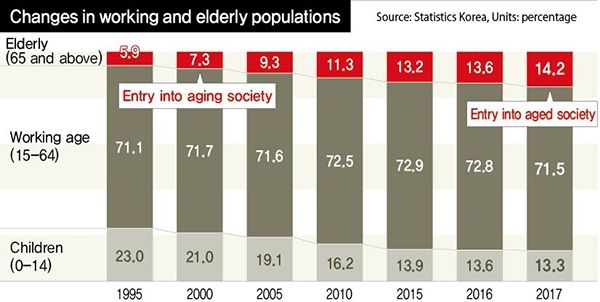 Changes in working and elderly populations
Source: Statistics Korea, Units: percentage
Elderly
(65 and above)
5.9 7.3 9.3 11.3 13.2 13.6 14.2
Entry into aging society
Entry into aged society
Working age
(15–64)
71.1 71.7 71.6 72.5 72.9 72.8 71.5
Children
(0–14)
23.0 21.0 19.1 16.2 13.9 13.6 13.3
1995 2000 2005 2010 2015 2016 2017